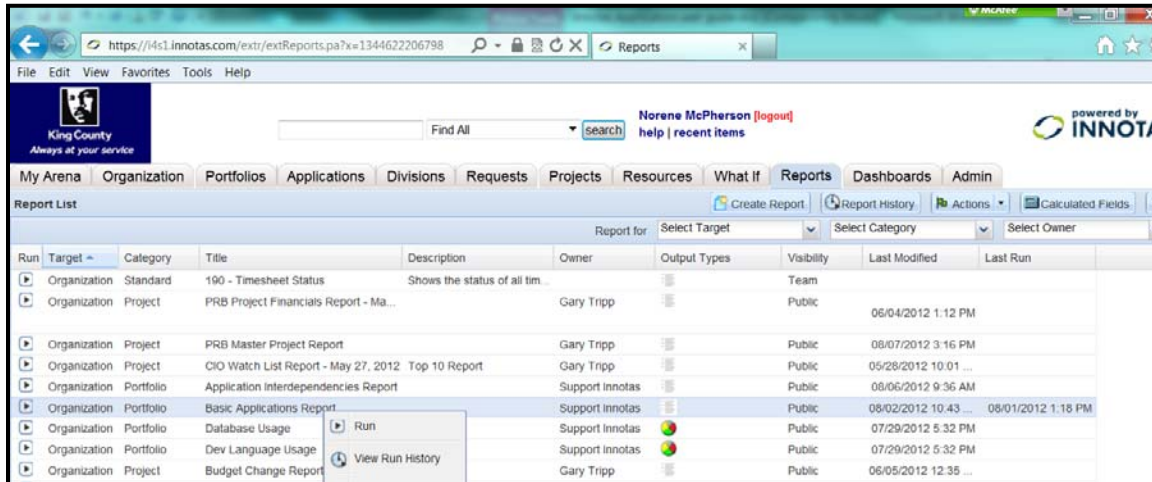 McAfee
https://i4s1.innotas.com/extr/extReports.pa?x=1344622206798
Reports
File Edit View Favorites Tools Help
King County
Always at your service
Find All
search
Norene McPherson [logout]
help | recent items
powered by
INNOTA
My Arena Organization Portfolios Applications Divisions Requests Projects Resources What If Reports Dashboards Admin
Report List Create Report Report History Actions Calculated Fields
Report for Select Target Select Category Select Owner
Run Target Category Title Description Owner Output Types Visibility Last Modified Last Run
Organization Standard 190 - Timesheet Status Shows the status of all tim... Team
Organization Project PRB Project Financials Report - Ma... Gary Tripp Public 06/04/2012 1:12 PM
Organization Project PRB Master Project Report Gary Tripp Public 08/07/2012 3:16 PM
Organization Project CIO Watch List Report - May 27, 2012 Top 10 Report Gary Tripp Public 05/28/2012 10:01 ...
Organization Portfolio Application Interdependencies Report Support Innotas Public 08/06/2012 9:36 AM
Organization Portfolio Basic Applications Report Support Innotas Public 08/02/2012 10:43 ... 08/01/2012 1:18 PM
Organization Portfolio Database Usage Support Innotas Public 07/29/2012 5:32 PM
Run
Organization Portfolio Dev Language Usage Support Innotas Public 07/29/2012 5:32 PM
View Run History
Organization Project Budget Change Report Gary Tripp Public 06/05/2012 12:35 ...